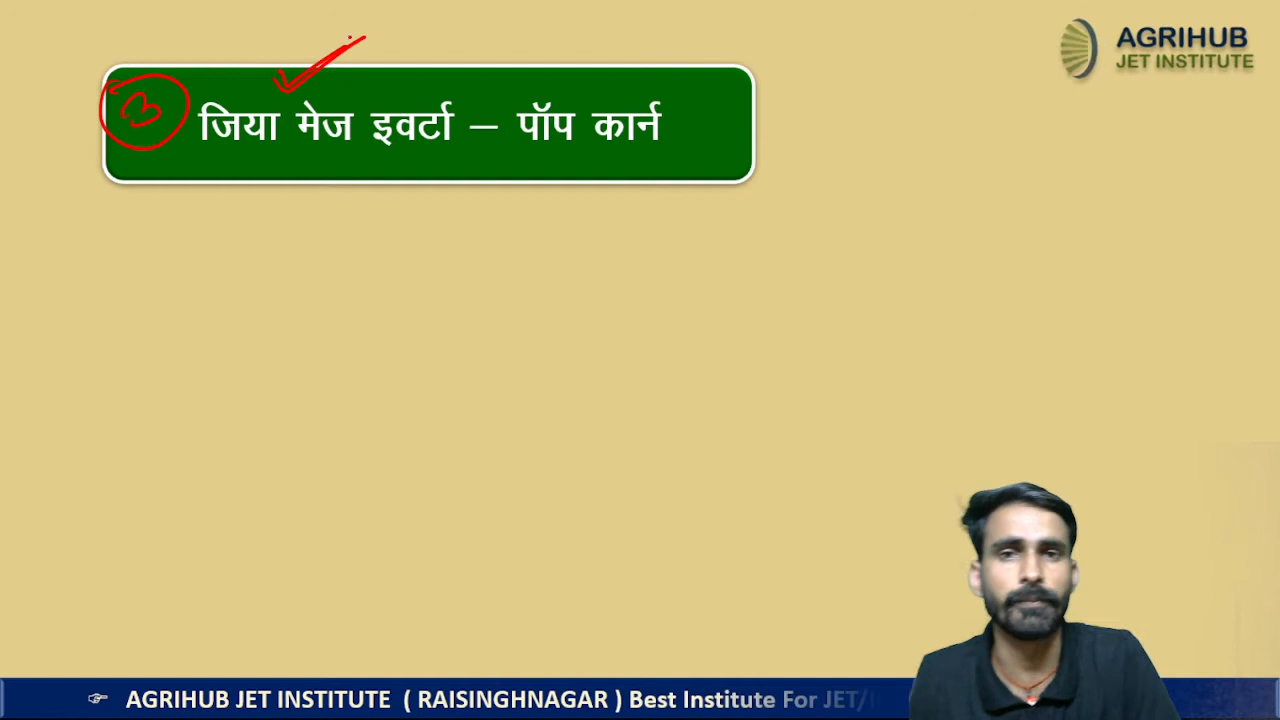 AGRIHUB
JET INSTITUTE
3 जिया मेज इवर्टा – पॉप कार्न
☞ AGRIHUB JET INSTITUTE ( RAISINGHNAGAR ) Best Institute For JET/